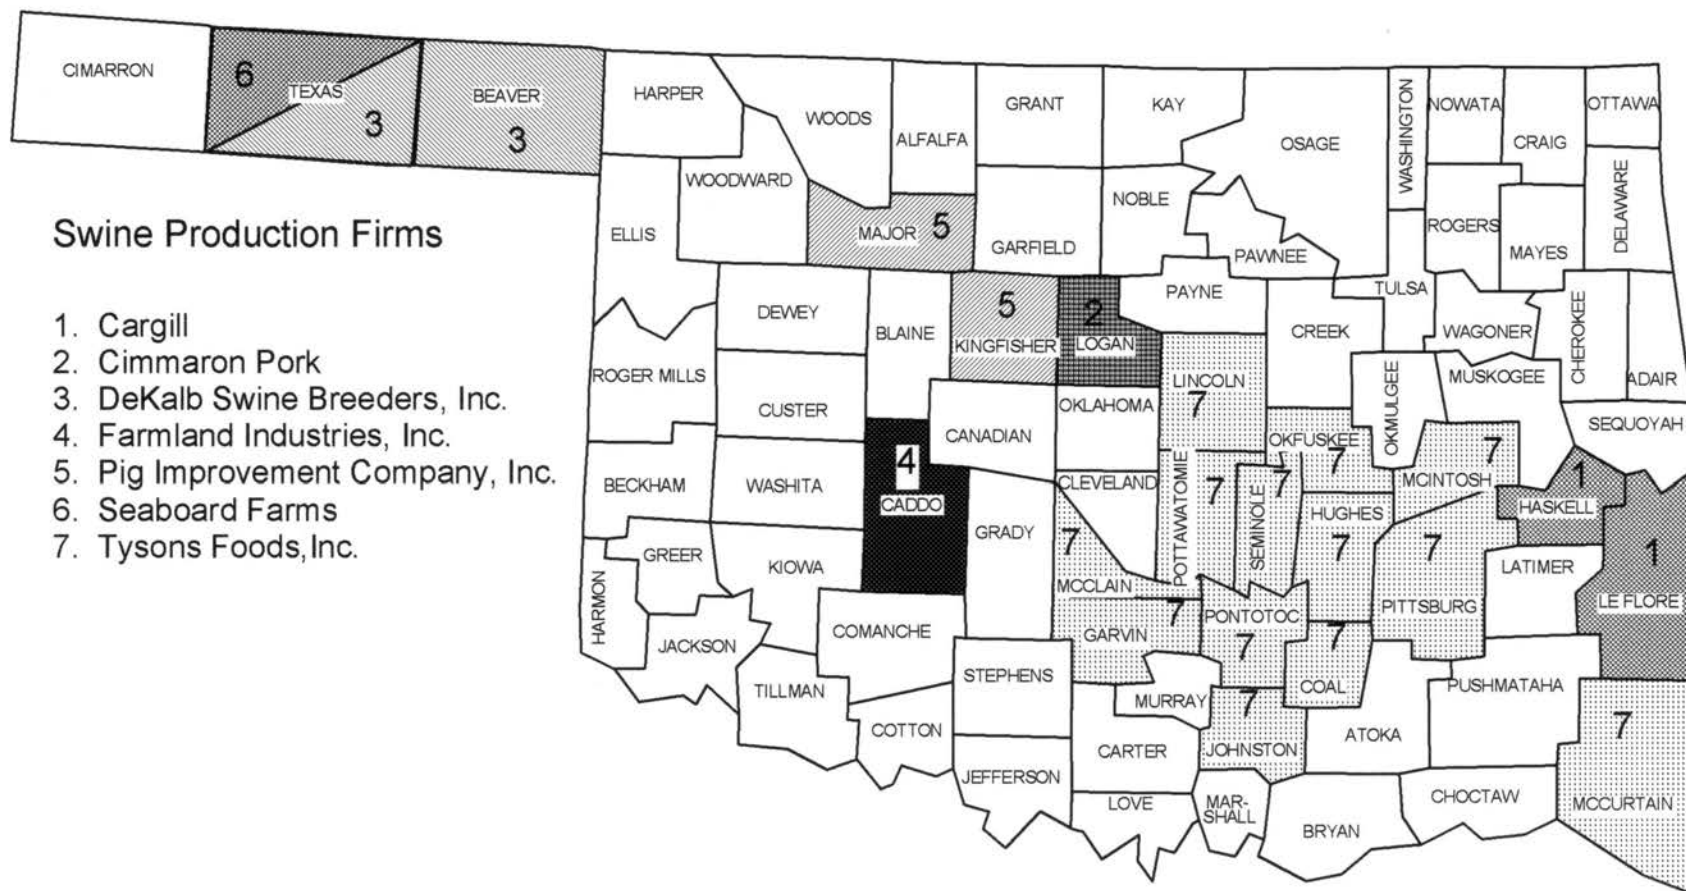 CIMARRON
6
TEXAS
3
BEAVER
3
HARPER
WOODS
ALFALFA
GRANT
KAY
OSAGE
WASHINGTON
NOWATA
CRAIG
OTTAWA
WOODWARD
NOBLE
DELAWARE
ELLIS
MAJOR 5
GARFIELD
PAWNEE
ROGERS
MAYES
Swine Production Firms
1. Cargill
2. Cimmaron Pork
3. DeKalb Swine Breeders, Inc.
4. Farmland Industries, Inc.
5. Pig Improvement Company, Inc.
6. Seaboard Farms
7. Tysons Foods,Inc.
DEWEY
BLAINE
5
KINGFISHER
2
LOGAN
PAYNE
CREEK
TULSA
WAGONER
CHEROKEE
ADAIR
ROGER MILLS
CUSTER
CANADIAN
OKLAHOMA
LINCOLN
7
OKFUSKEE
7
OKMULGEE
MUSKOGEE
SEQUOYAH
BECKHAM
WASHITA
4
CADDO
GRADY
CLEVELAND
POTTAWATOMIE
7
SEMINOLE
HUGHES
7
7
MCINTOSH
1
HASKELL
HARMON
GREER
KIOWA
7
MCCLAIN
7
PITTSBURG
LATIMER
1
LE FLORE
JACKSON
COMANCHE
7
GARVIN
PONTOTOC
7
7
COAL
TILLMAN
STEPHENS
MURRAY
7
JOHNSTON
PUSHMATAHA
COTTON
CARTER
ATOKA
7
MCCURTAIN
JEFFERSON
LOVE
MAR-
SHALL
BRYAN
CHOCTAW